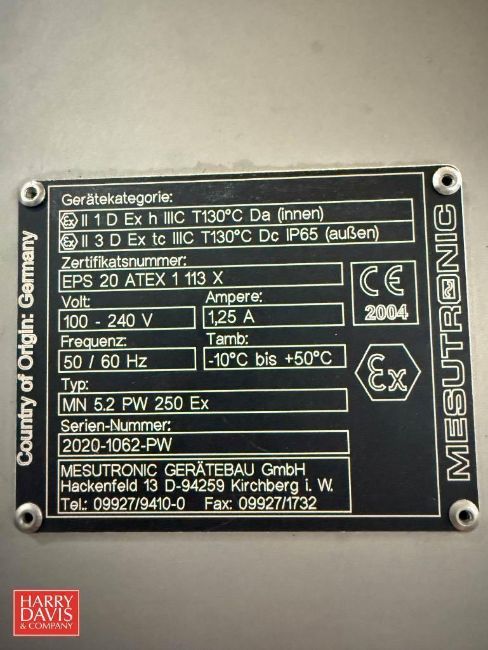 Gerätekategorie:
Ex II 1 D Ex h IIIC T130°C Da (innen)
Ex II 3 D Ex tc IIIC T130°C Dc IP65 (außen)
Zertifikatsnummer:
EPS 20 ATEX 1 113 X
Volt: Ampere:
100 - 240 V 1,25 A
Frequenz: Tamb:
50 / 60 Hz -10°C bis +50°C
Typ:
MN 5.2 PW 250 Ex
Serien-Nummer:
2020-1062-PW
MESUTRONIC GERÄTEBAU GmbH
Hackenfeld 13 D-94259 Kirchberg i. W.
Tel.: 09927/9410-0 Fax: 09927/1732
CE
2004
Ex
Country of Origin: Germany
MESUTRONIC
HARRY
DAVIS
& COMPANY